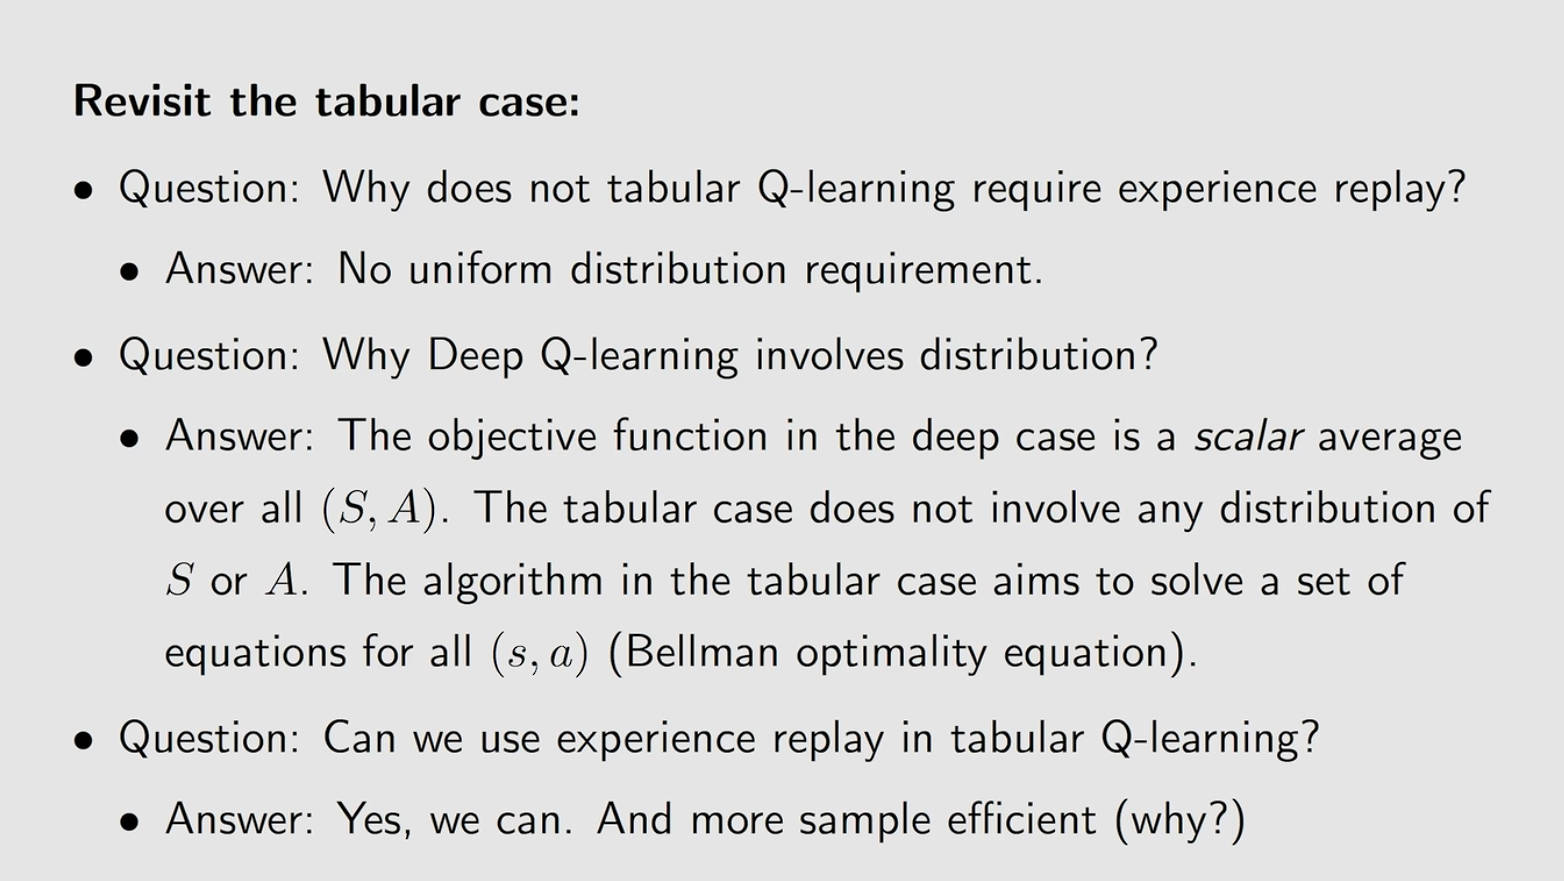 Revisit the tabular case:
• Question: Why does not tabular Q-learning require experience replay?
• Answer: No uniform distribution requirement.
• Question: Why Deep Q-learning involves distribution?
• Answer: The objective function in the deep case is a scalar average
over all (S, A). The tabular case does not involve any distribution of
S or A. The algorithm in the tabular case aims to solve a set of
equations for all (s, a) (Bellman optimality equation).
• Question: Can we use experience replay in tabular Q-learning?
• Answer: Yes, we can. And more sample efficient (why?)